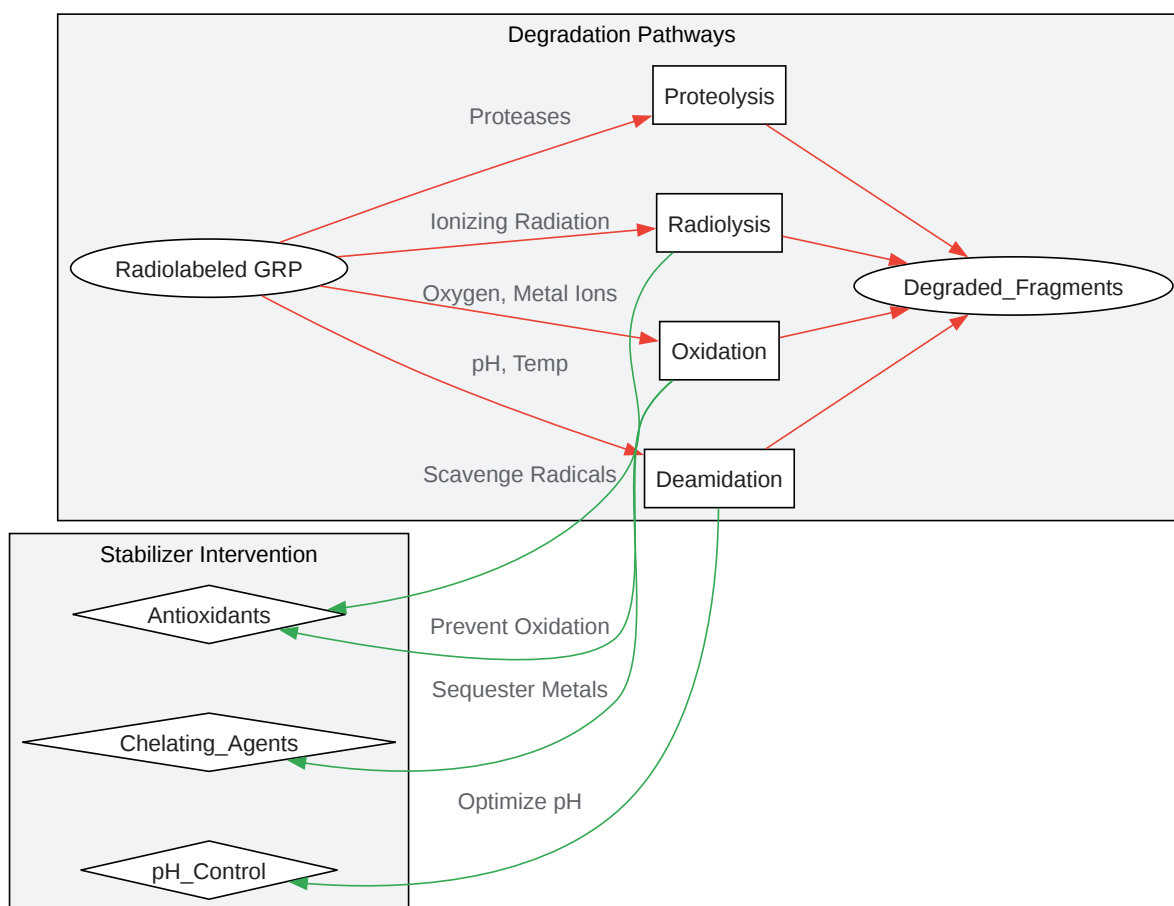 Degradation Pathways
Proteolysis
Proteases
Ionizing Radiation
Radiolysis
Radiolabeled GRP
Oxygen, Metal Ions
Degraded_Fragments
Oxidation
pH, Temp
Scavenge Radicals
Deamidation
Stabilizer Intervention
Antioxidants
Prevent Oxidation
Sequester Metals
Chelating_Agents
Optimize pH
pH_Control